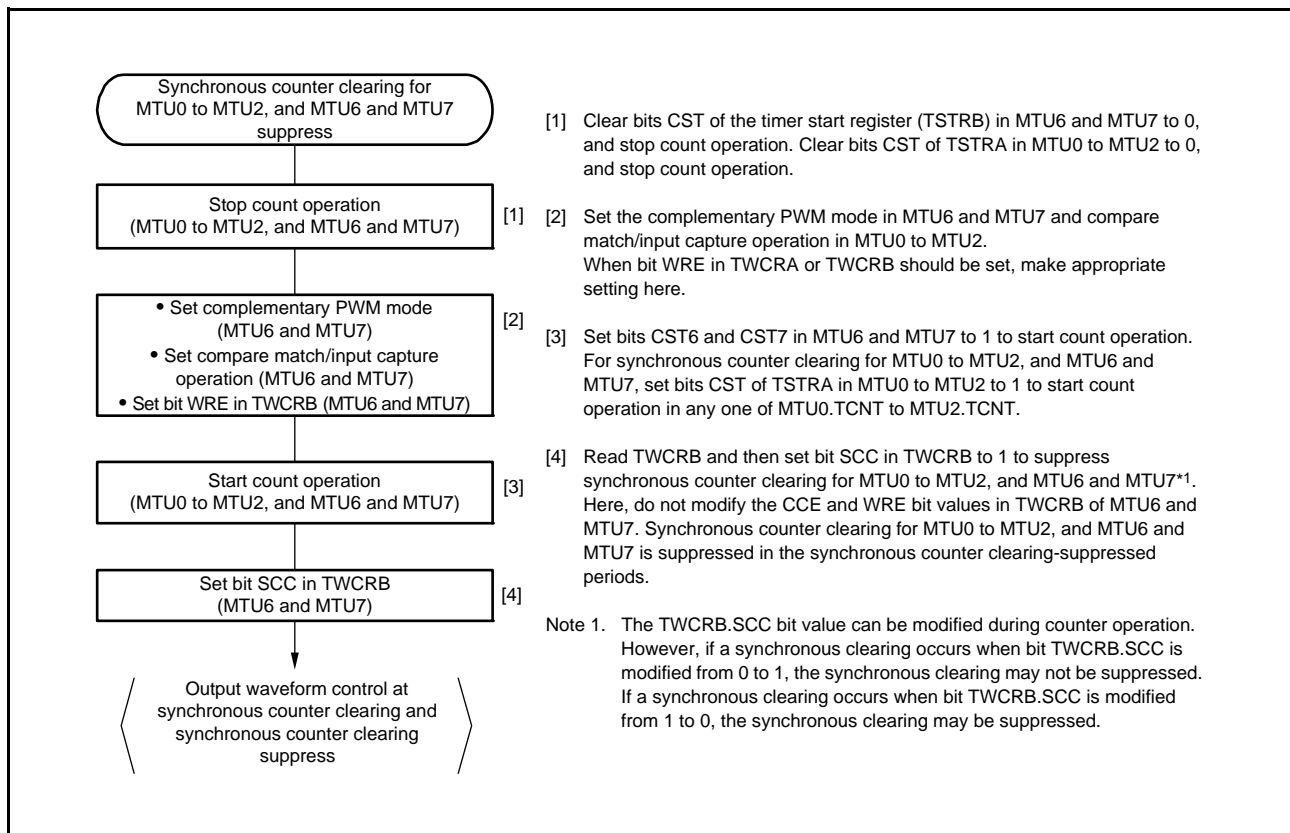 Synchronous counter clearing for
MTU0 to MTU2, and MTU6 and MTU7
suppress
Stop count operation
(MTU0 to MTU2, and MTU6 and MTU7)
[1]
• Set complementary PWM mode
(MTU6 and MTU7)
• Set compare match/input capture
operation (MTU6 and MTU7)
• Set bit WRE in TWCRB (MTU6 and MTU7)
[2]
Start count operation
(MTU0 to MTU2, and MTU6 and MTU7)
[3]
Set bit SCC in TWCRB
(MTU6 and MTU7)
[4]
Output waveform control at
synchronous counter clearing and
synchronous counter clearing
suppress
[1] Clear bits CST of the timer start register (TSTRB) in MTU6 and MTU7 to 0,
and stop count operation. Clear bits CST of TSTRA in MTU0 to MTU2 to 0,
and stop count operation.
[2] Set the complementary PWM mode in MTU6 and MTU7 and compare
match/input capture operation in MTU0 to MTU2.
When bit WRE in TWCRA or TWCRB should be set, make appropriate
setting here.
[3] Set bits CST6 and CST7 in MTU6 and MTU7 to 1 to start count operation.
For synchronous counter clearing for MTU0 to MTU2, and MTU6 and
MTU7, set bits CST of TSTRA in MTU0 to MTU2 to 1 to start count
operation in any one of MTU0.TCNT to MTU2.TCNT.
[4] Read TWCRB and then set bit SCC in TWCRB to 1 to suppress
synchronous counter clearing for MTU0 to MTU2, and MTU6 and MTU7*1.
Here, do not modify the CCE and WRE bit values in TWCRB of MTU6 and
MTU7. Synchronous counter clearing for MTU0 to MTU2, and MTU6 and
MTU7 is suppressed in the synchronous counter clearing-suppressed
periods.
Note 1. The TWCRB.SCC bit value can be modified during counter operation.
However, if a synchronous clearing occurs when bit TWCRB.SCC is
modified from 0 to 1, the synchronous clearing may not be suppressed.
If a synchronous clearing occurs when bit TWCRB.SCC is modified
from 1 to 0, the synchronous clearing may be suppressed.